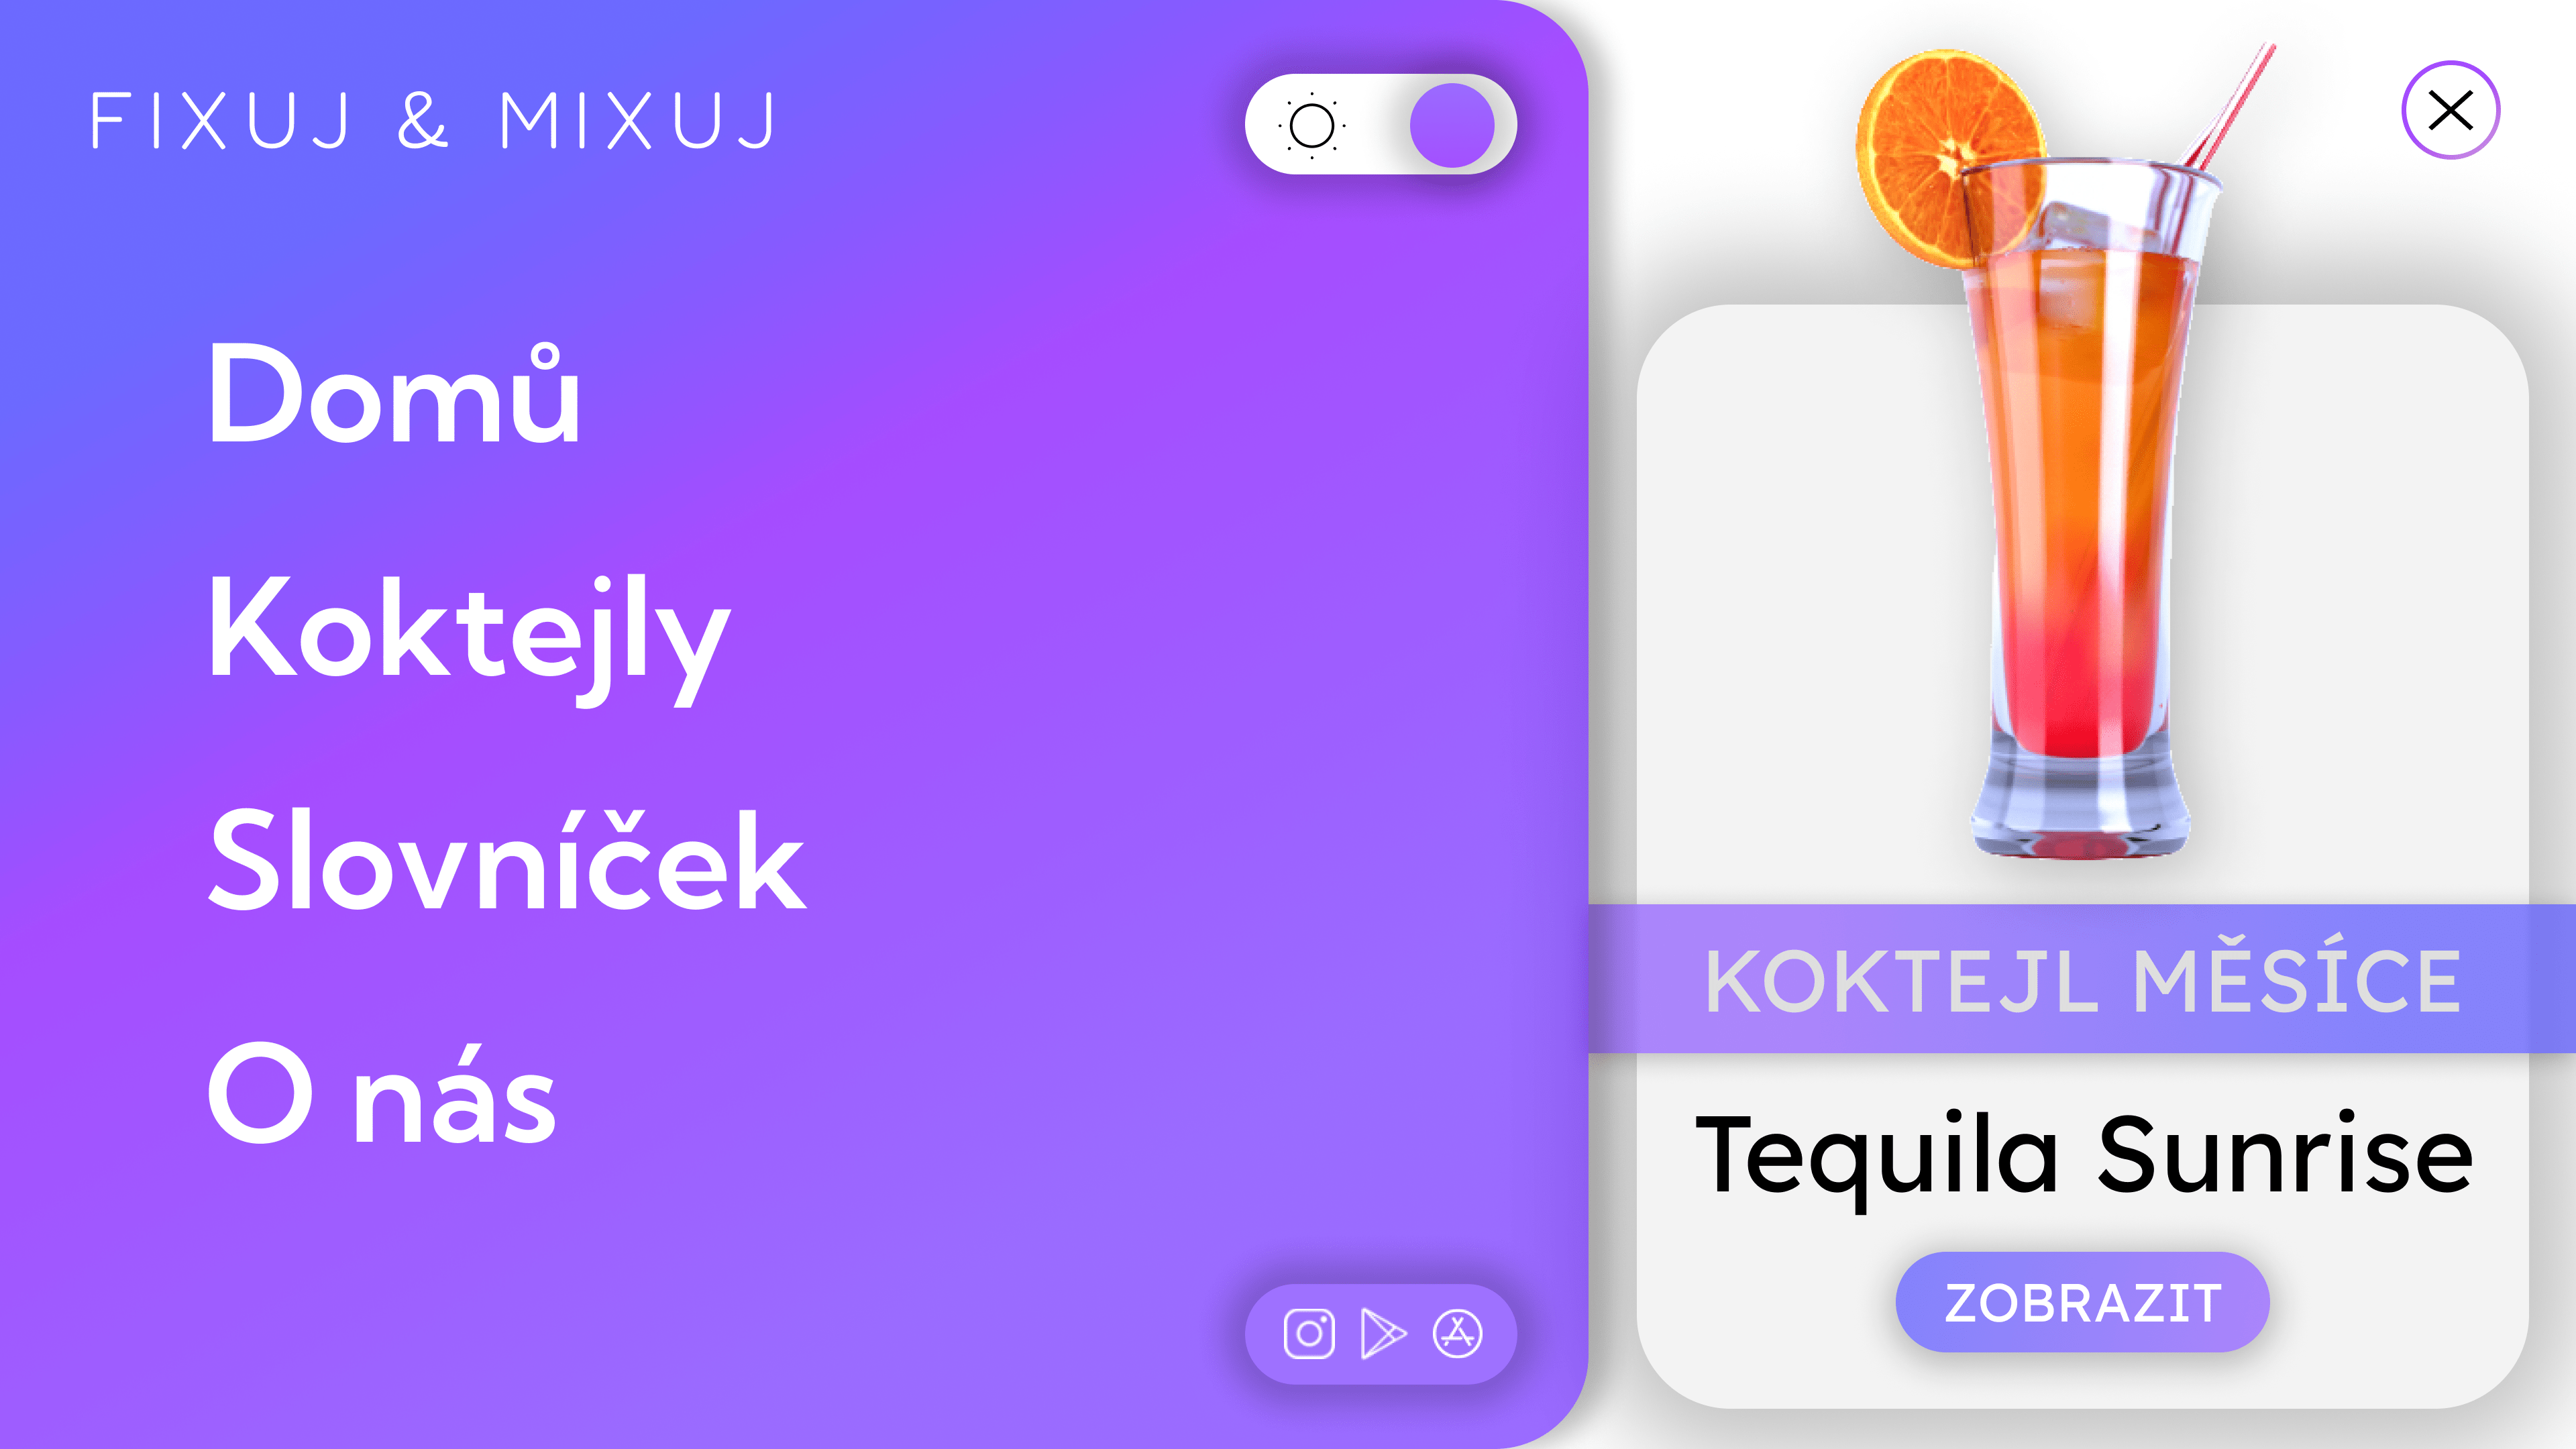 FIXUJ & MIXUJ
Domů
Koktejly
Slovníček
O nás
KOKTEJL MĚSÍCE
Tequila Sunrise
ZOBRAZIT